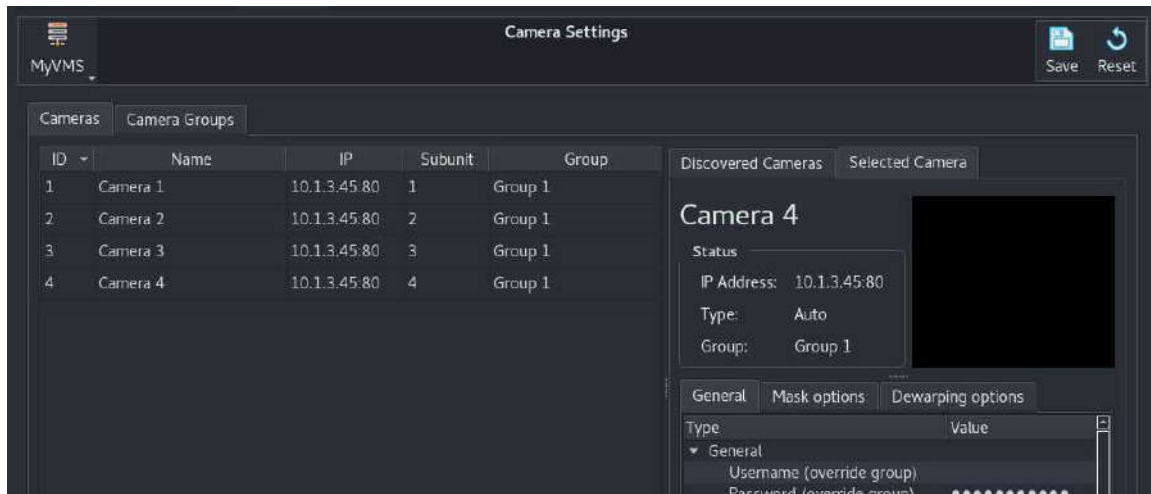 Camera Settings
MyVMS
Save Reset
Cameras Camera Groups
ID Name IP Subunit Group
1 Camera 1 10.1.3.45:80 1 Group 1
2 Camera 2 10.1.3.45:80 2 Group 1
3 Camera 3 10.1.3.45:80 3 Group 1
4 Camera 4 10.1.3.45:80 4 Group 1
Discovered Cameras Selected Camera
Camera 4
Status
IP Address: 10.1.3.45:80
Type: Auto
Group: Group 1
General Mask options Dewarping options
Type Value
General
Username (override group)
Password (override group) ●●●●●●●●●●●